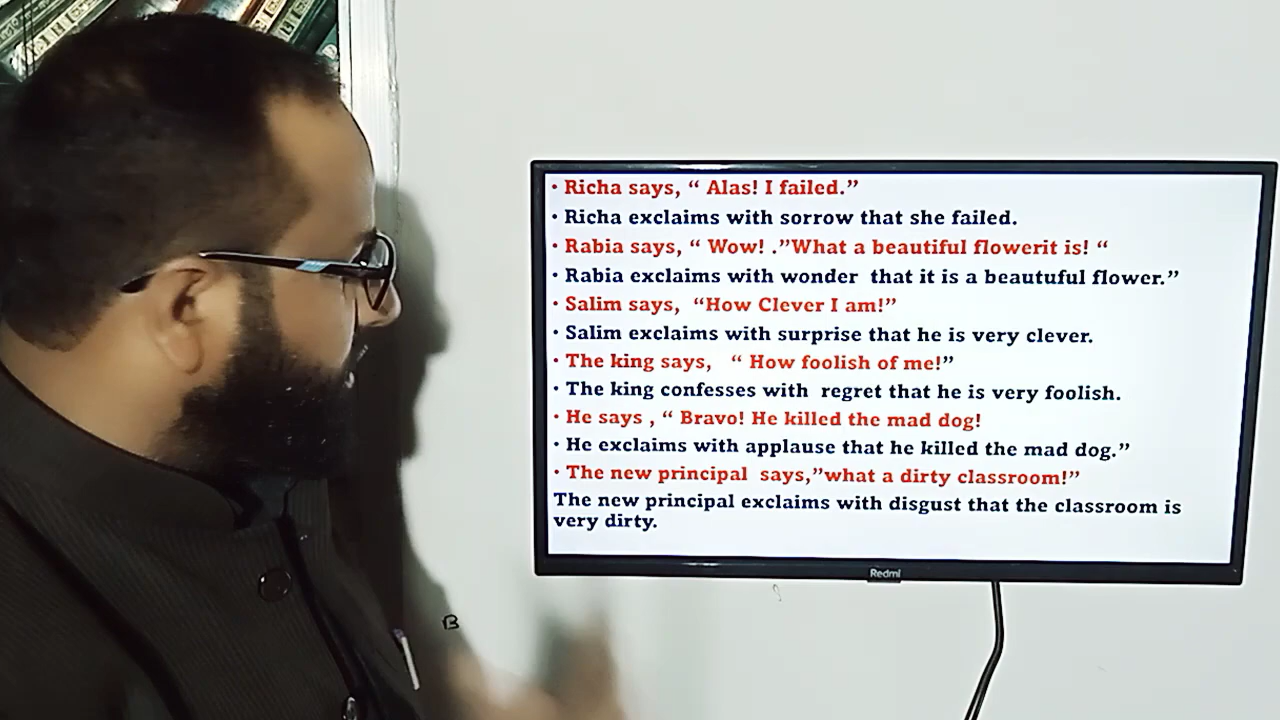 • Richa says, “ Alas! I failed.”
• Richa exclaims with sorrow that she failed.
• Rabia says, “ Wow! .”What a beautiful flowerit is! “
• Rabia exclaims with wonder that it is a beautuful flower.”
• Salim says, “How Clever I am!”
• Salim exclaims with surprise that he is very clever.
• The king says, “ How foolish of me!”
• The king confesses with regret that he is very foolish.
• He says , “ Bravo! He killed the mad dog!
• He exclaims with applause that he killed the mad dog.”
• The new principal says,”what a dirty classroom!”
The new principal exclaims with disgust that the classroom is
very dirty.
Redmi
B